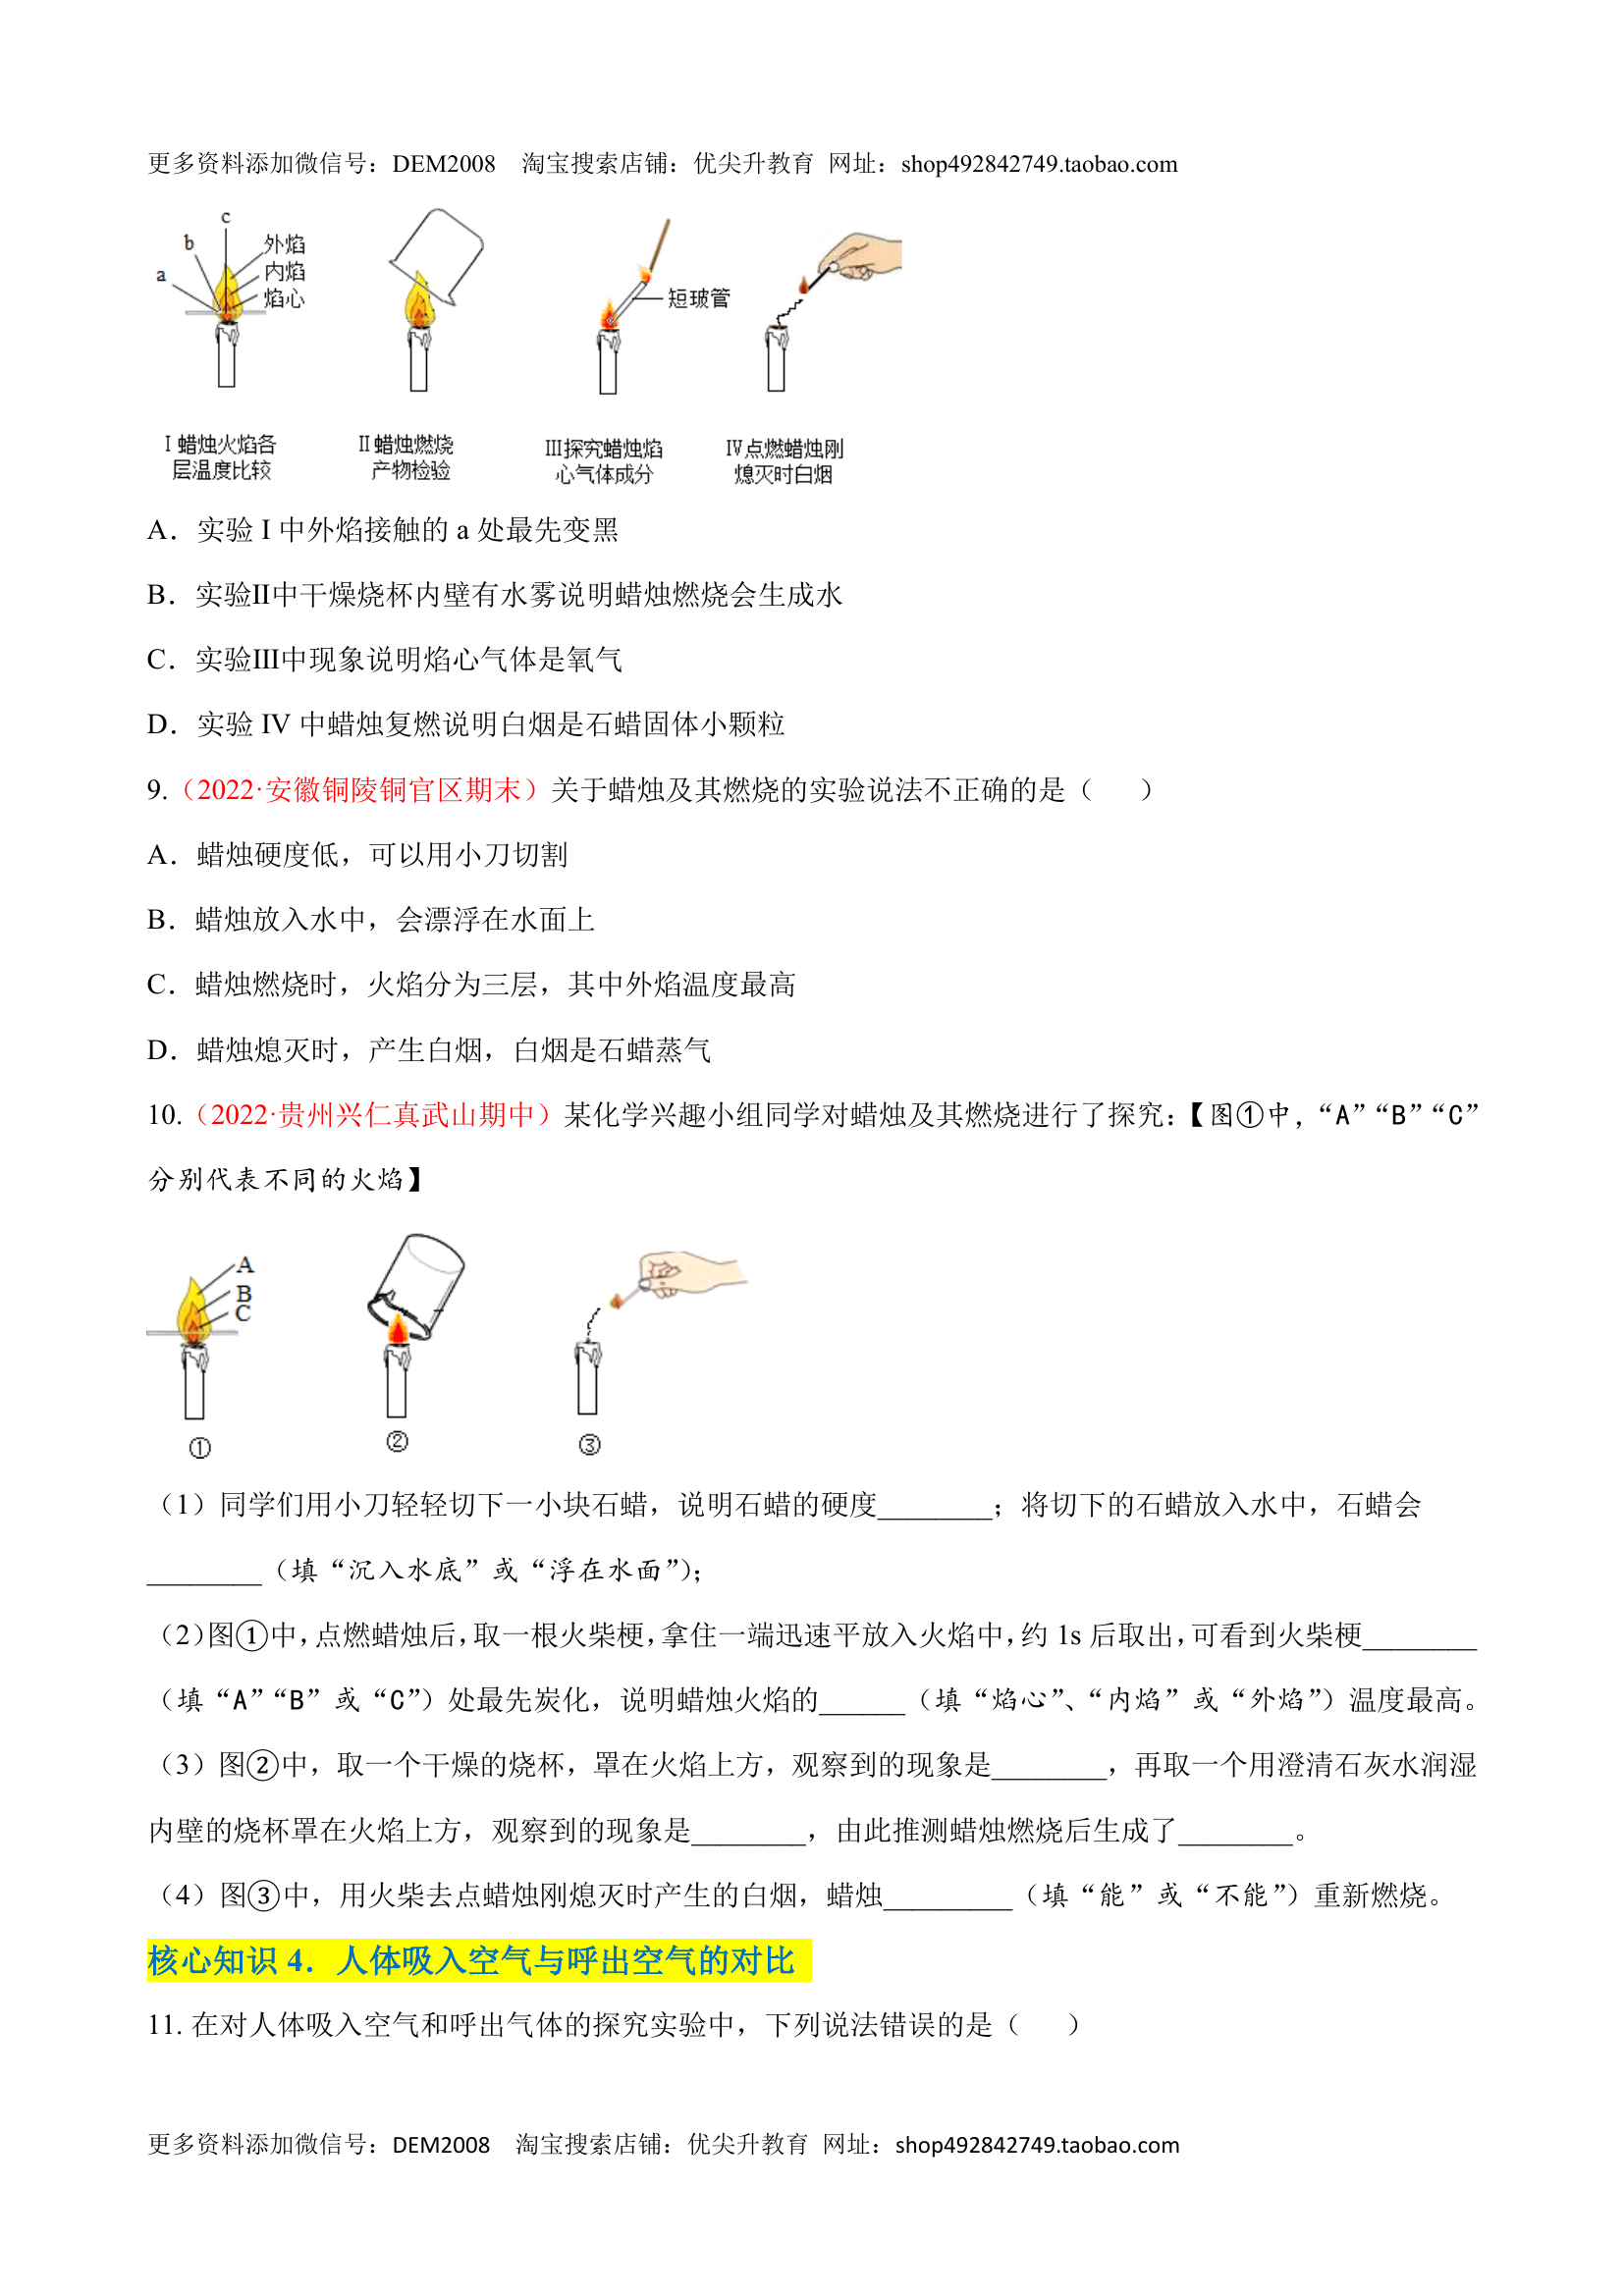 更多资料添加微信号：DEM2008    淘宝搜索店铺：优尖升教育  网址：shop492842749.taobao.com
c
b
a
外焰
内焰
焰心
短玻管
Ⅰ蜡烛火焰各
层温度比较
Ⅱ蜡烛燃烧
产物检验
Ⅲ探究蜡烛焰
心气体成分
Ⅳ点燃蜡烛刚
熄灭时白烟
A．实验 I 中外焰接触的 a 处最先变黑
B．实验Ⅱ中干燥烧杯内壁有水雾说明蜡烛燃烧会生成水
C．实验Ⅲ中现象说明焰心气体是氧气
D．实验 IV 中蜡烛复燃说明白烟是石蜡固体小颗粒
9.（2022·安徽铜陵铜官区期末）关于蜡烛及其燃烧的实验说法不正确的是（    ）
A．蜡烛硬度低，可以用小刀切割
B．蜡烛放入水中，会漂浮在水面上
C．蜡烛燃烧时，火焰分为三层，其中外焰温度最高
D．蜡烛熄灭时，产生白烟，白烟是石蜡蒸气
10.（2022·贵州兴仁真武山期中）某化学兴趣小组同学对蜡烛及其燃烧进行了探究：【图①中，“A”“B”“C”
分别代表不同的火焰】
A
B
C
①
②
③
（1）同学们用小刀轻轻切下一小块石蜡，说明石蜡的硬度________；将切下的石蜡放入水中，石蜡会
________（填“沉入水底”或“浮在水面”）；
（2）图①中，点燃蜡烛后，取一根火柴梗，拿住一端迅速平放入火焰中，约 1s 后取出，可看到火柴梗________
（填“A”“B”或“C”）处最先炭化，说明蜡烛火焰的______（填“焰心”、“内焰”或“外焰”）温度最高。
（3）图②中，取一个干燥的烧杯，罩在火焰上方，观察到的现象是________，再取一个用澄清石灰水润湿
内壁的烧杯罩在火焰上方，观察到的现象是________，由此推测蜡烛燃烧后生成了________。
（4）图③中，用火柴去点蜡烛刚熄灭时产生的白烟，蜡烛_________（填“能”或“不能”）重新燃烧。
核心知识 4．人体吸入空气与呼出空气的对比
11. 在对人体吸入空气和呼出气体的探究实验中，下列说法错误的是（    ）
更多资料添加微信号：DEM2008    淘宝搜索店铺：优尖升教育  网址：shop492842749.taobao.com